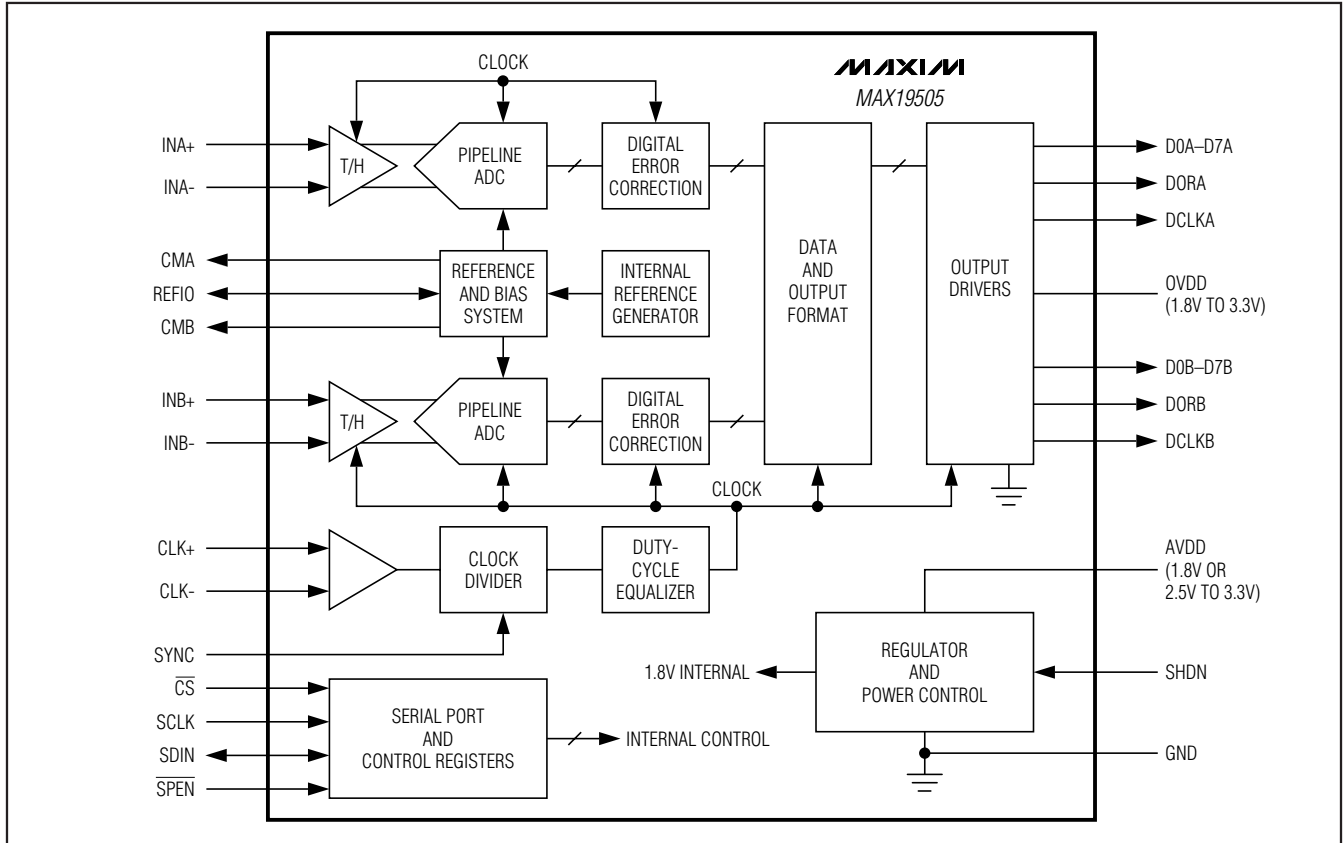 CLOCK
MAXIM
MAX19505
INA+
INA-
T/H
PIPELINE
ADC
DIGITAL
ERROR
CORRECTION
DATA
AND
OUTPUT
FORMAT
OUTPUT
DRIVERS
D0A–D7A
DORA
DCLKA
CMA
REFIO
CMB
REFERENCE
AND BIAS
SYSTEM
INTERNAL
REFERENCE
GENERATOR
OVDD
(1.8V TO 3.3V)
INB+
INB-
T/H
PIPELINE
ADC
DIGITAL
ERROR
CORRECTION
D0B–D7B
DORB
DCLKB
CLOCK
CLK+
CLK-
CLOCK
DIVIDER
DUTY-
CYCLE
EQUALIZER
AVDD
(1.8V OR
2.5V TO 3.3V)
SYNC
1.8V INTERNAL
REGULATOR
AND
POWER CONTROL
SHDN
CS
SCLK
SDIN
SPEN
SERIAL PORT
AND
CONTROL REGISTERS
INTERNAL CONTROL
GND